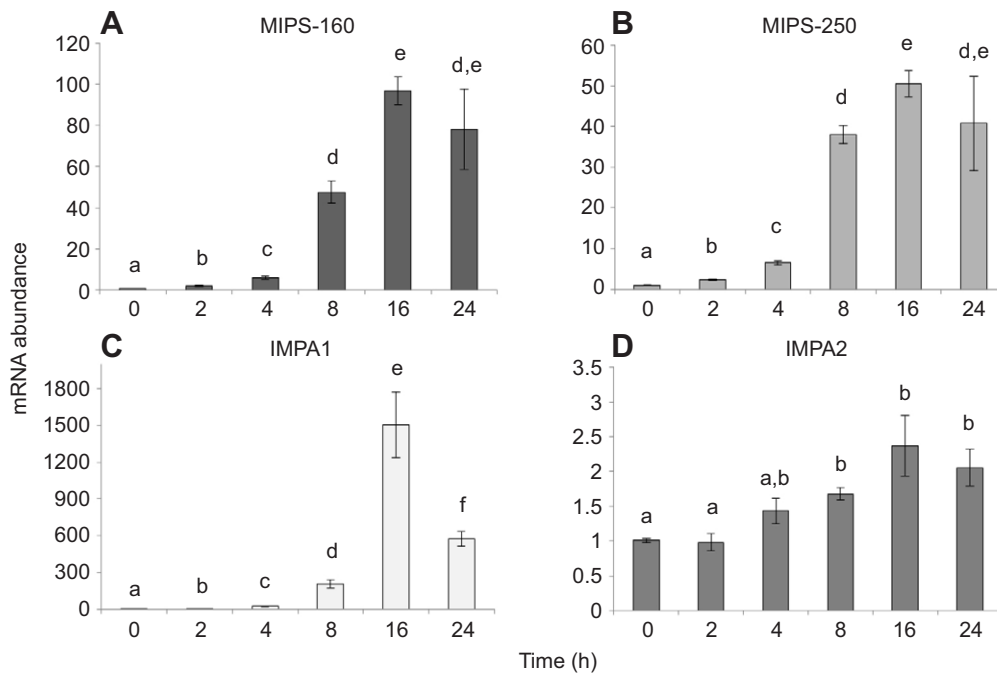 A
MIPS-160
120
100
80
60
40
20
0
a
b
c
d
e
d,e
0 2 4 8 16 24
B
MIPS-250
60
50
40
30
20
10
0
a
b
c
d
e
d,e
0 2 4 8 16 24
mRNA abundance
C
IMPA1
1800
1500
1200
900
600
300
0
a
b
c
d
e
f
0 2 4 8 16 24
D
IMPA2
3.5
3
2.5
2
1.5
1
0.5
0
a
a
a,b
b
b
b
0 2 4 8 16 24
Time (h)